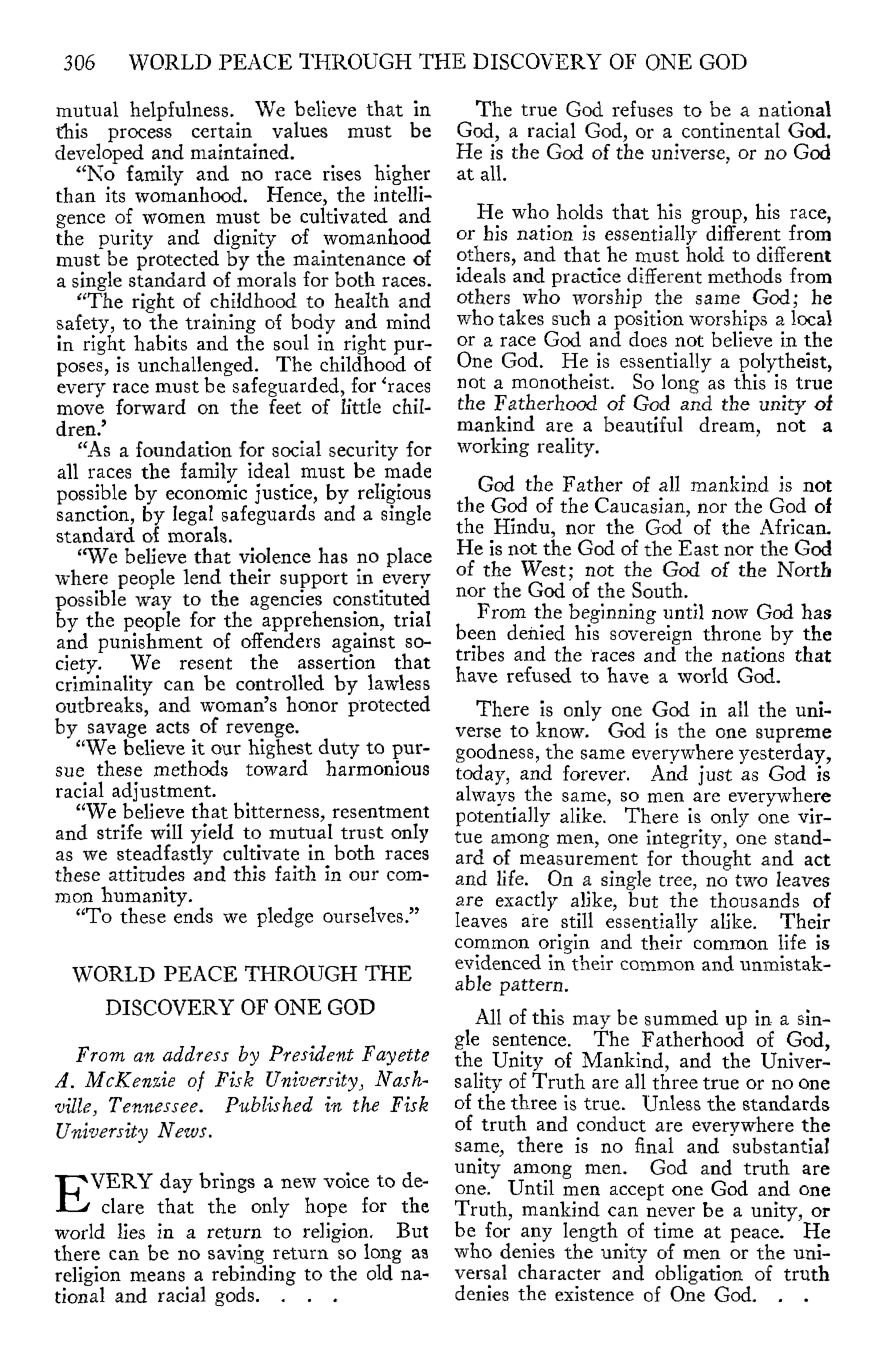 306 WORLD PEACE THROUGH THE DISCOVERY OF ONE GOD
mutual helpfulness. We believe that in
this process certain values must be
developed and maintained.
"No family and no race rises higher
than its womanhood. Hence, the intelli-
gence of women must be cultivated and
the purity and dignity of womanhood
must be protected by the maintenance of
a single standard of morals for both races.
"The right of childhood to health and
safety, to the training of body and mind
in right habits and the soul in right pur-
poses, is unchallenged. The childhood of
every race must be safeguarded, for 'races
move forward on the feet of little chil-
dren.'
"As a foundation for social security for
all races the family ideal must be made
possible by economic justice, by religious
sanction, by legal safeguards and a single
standard of morals.
"We believe that violence has no place
where people lend their support in every
possible way to the agencies constituted
by the people for the apprehension, trial
and punishment of offenders against so-
ciety. We resent the assertion that
criminality can be controlled by lawless
outbreaks, and woman's honor protected
by savage acts of revenge.
"We believe it our highest duty to pur-
sue these methods toward harmonious
racial adjustment.
"We believe that bitterness, resentment
and strife will yield to mutual trust only
as we steadfastly cultivate in both races
these attitudes and this faith in our com-
mon humanity.
"To these ends we pledge ourselves."
WORLD PEACE THROUGH THE
DISCOVERY OF ONE GOD
From an address by President Fayette
A. McKenzie of Fisk University, Nash-
ville, Tennessee. Published in the Fisk
University News.
EVERY day brings a new voice to de-
clare that the only hope for the
world lies in a return to religion. But
there can be no saving return so long as
religion means a rebinding to the old na-
tional and racial gods. . . .
The true God refuses to be a national
God, a racial God, or a continental God.
He is the God of the universe, or no God
at all.
He who holds that his group, his race,
or his nation is essentially different from
others, and that he must hold to different
ideals and practice different methods from
others who worship the same God; he
who takes such a position worships a local
or a race God and does not believe in the
One God. He is essentially a polytheist,
not a monotheist. So long as this is true
the Fatherhood of God and the unity of
mankind are a beautiful dream, not a
working reality.
God the Father of all mankind is not
the God of the Caucasian, nor the God of
the Hindu, nor the God of the African.
He is not the God of the East nor the God
of the West; not the God of the North
nor the God of the South.
From the beginning until now God has
been denied his sovereign throne by the
tribes and the races and the nations that
have refused to have a world God.
There is only one God in all the uni-
verse to know. God is the one supreme
goodness, the same everywhere yesterday,
today, and forever. And just as God is
always the same, so men are everywhere
potentially alike. There is only one vir-
tue among men, one integrity, one stand-
ard of measurement for thought and act
and life. On a single tree, no two leaves
are exactly alike, but the thousands of
leaves are still essentially alike. Their
common origin and their common life is
evidenced in their common and unmistak-
able pattern.
All of this may be summed up in a sin-
gle sentence. The Fatherhood of God,
the Unity of Mankind, and the Univer-
sality of Truth are all three true or no one
of the three is true. Unless the standards
of truth and conduct are everywhere the
same, there is no final and substantial
unity among men. God and truth are
one. Until men accept one God and one
Truth, mankind can never be a unity, or
be for any length of time at peace. He
who denies the unity of men or the uni-
versal character and obligation of truth
denies the existence of One God. . .